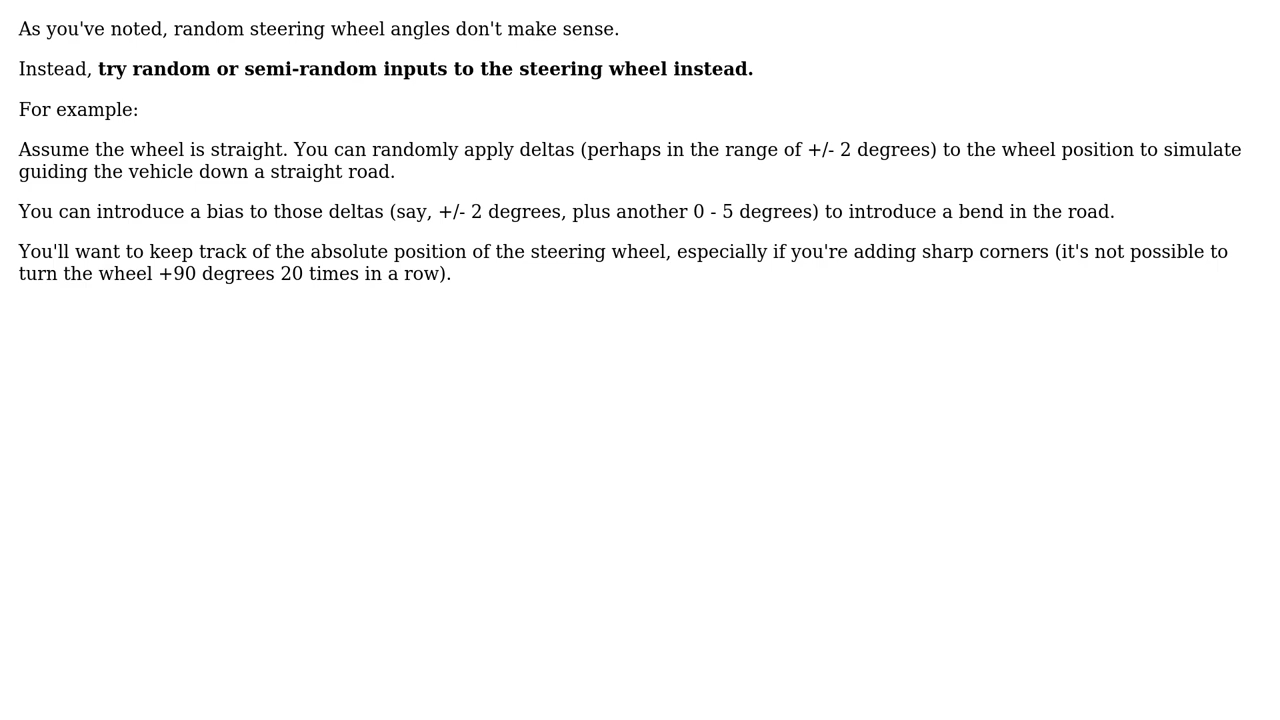 As you've noted, random steering wheel angles don't make sense.
Instead, try random or semi-random inputs to the steering wheel instead.
For example:
Assume the wheel is straight. You can randomly apply deltas (perhaps in the range of +/- 2 degrees) to the wheel position to simulate
guiding the vehicle down a straight road.
You can introduce a bias to those deltas (say, +/- 2 degrees, plus another 0 - 5 degrees) to introduce a bend in the road.
You'll want to keep track of the absolute position of the steering wheel, especially if you're adding sharp corners (it's not possible to
turn the wheel +90 degrees 20 times in a row).